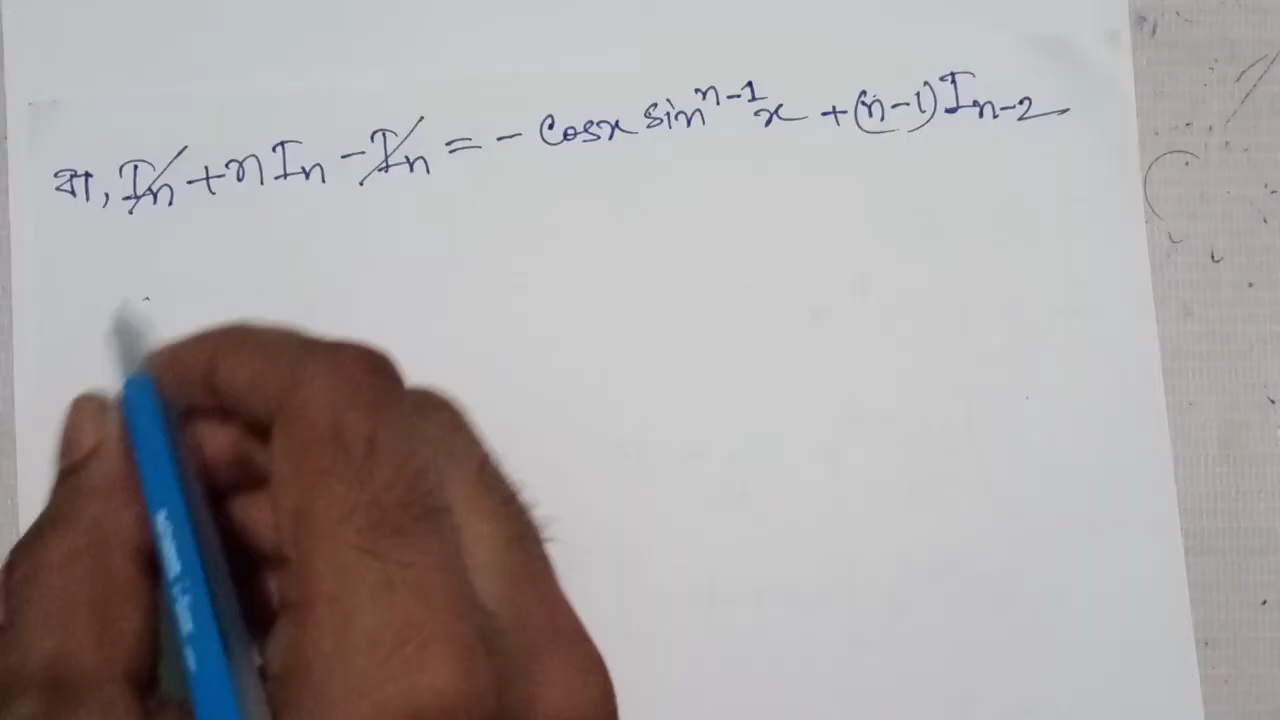 বা, Iₙ + nIₙ - Iₙ = - cosx sinⁿ⁻¹x + (n-1) Iₙ₋₂